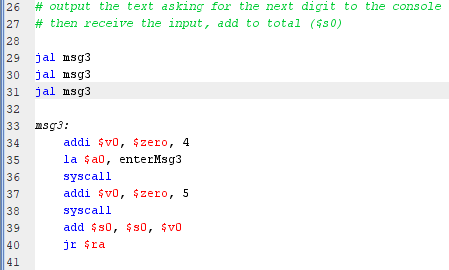 26 # output the text asking for the next digit to the console
27 # then receive the input, add to total ($s0)
28
29 jal msg3
30 jal msg3
31 jal msg3
32
33 msg3:
34 addi $v0, $zero, 4
35 la $a0, enterMsg3
36 syscall
37 addi $v0, $zero, 5
38 syscall
39 add $s0, $s0, $v0
40 jr $ra
41